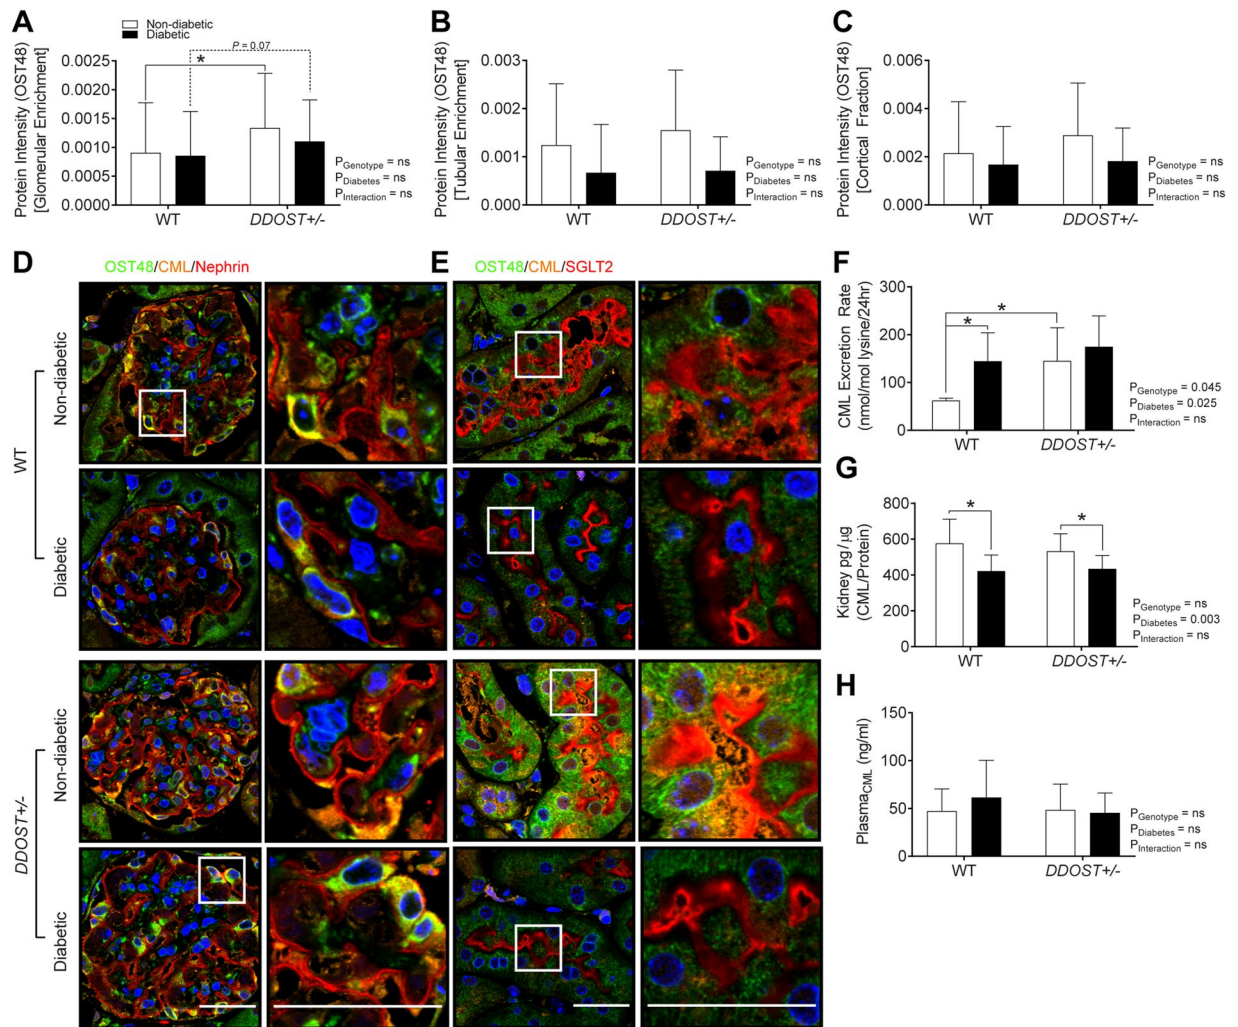 A
Non-diabetic
Diabetic
Protein Intensity (OST48)
[Glomerular Enrichment]
0.0025
0.0020
0.0015
0.0010
0.0005
0.0000
*
P = 0.07
WT
DDOST+/-
PGenotype = ns
PDiabetes = ns
PInteraction = ns
B
Protein Intensity (OST48)
[Tubular Enrichment]
0.003
0.002
0.001
0.000
WT
DDOST+/-
PGenotype = ns
PDiabetes = ns
PInteraction = ns
C
Protein Intensity (OST48)
[Cortical Fraction]
0.006
0.004
0.002
0.000
WT
DDOST+/-
PGenotype = ns
PDiabetes = ns
PInteraction = ns
D
OST48/CML/Nephrin
E
OST48/CML/SGLT2
WT
Non-diabetic
Diabetic
DDOST+/-
Non-diabetic
Diabetic
F
CML Excretion Rate
(nmol/mol lysine/24hr)
300
200
100
0
*
*
WT
DDOST+/-
PGenotype = 0.045
PDiabetes = 0.025
PInteraction = ns
G
Kidney pg/µg
(CML/Protein)
800
600
400
200
0
*
*
WT
DDOST+/-
PGenotype = ns
PDiabetes = 0.003
PInteraction = ns
H
PlasmaCML (ng/ml)
150
100
50
0
WT
DDOST+/-
PGenotype = ns
PDiabetes = ns
PInteraction = ns